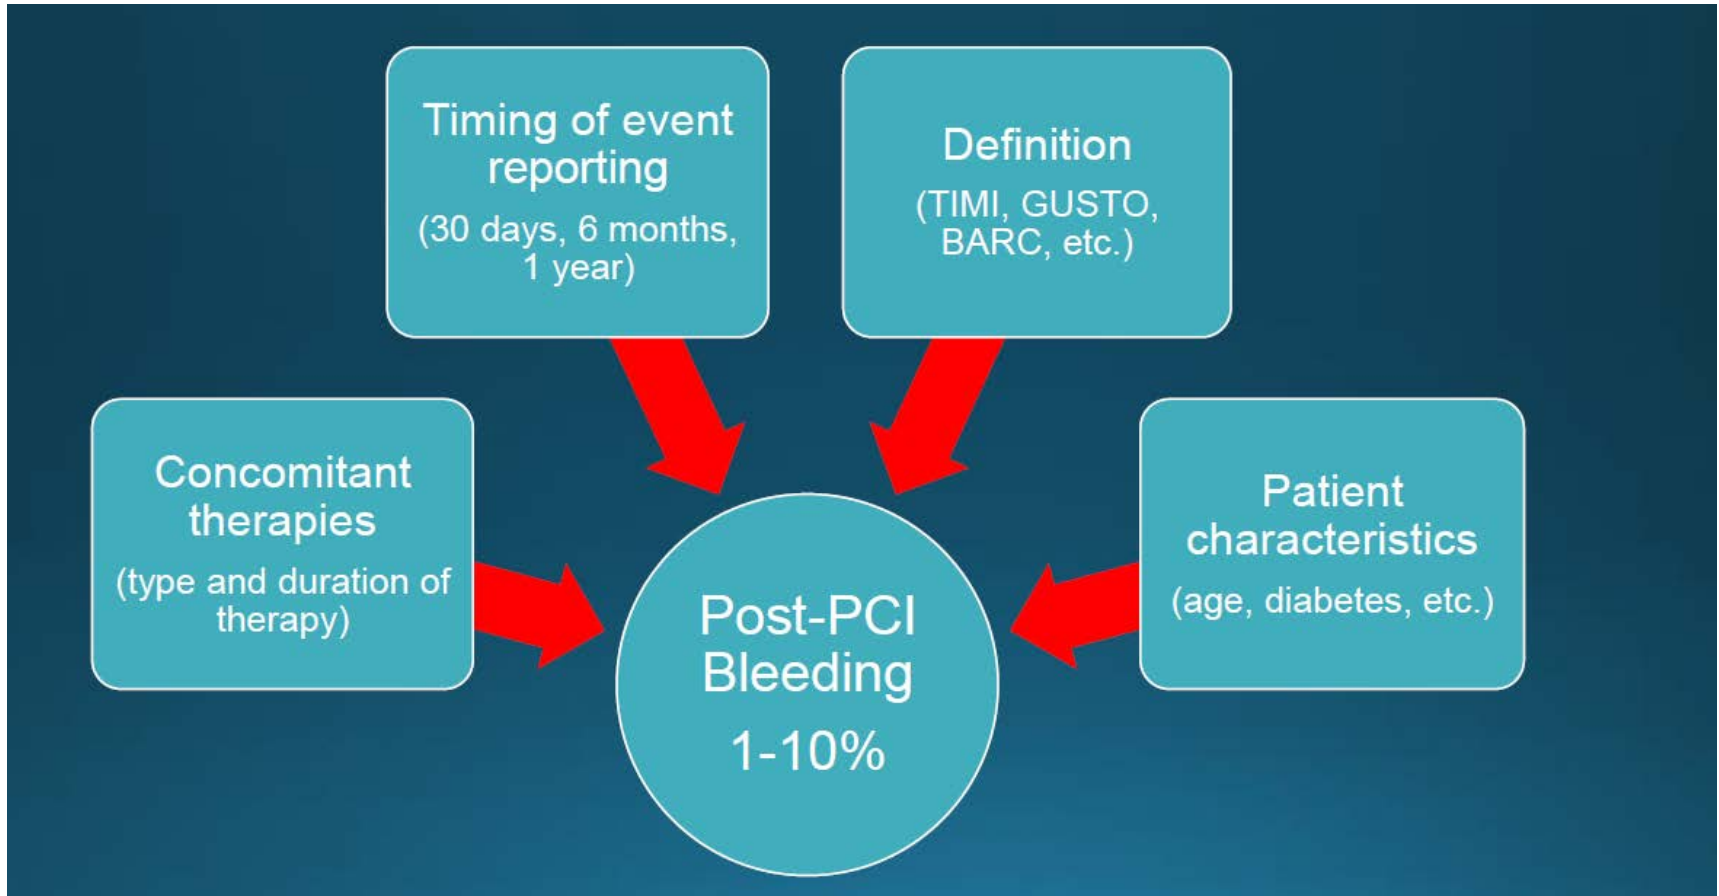 Timing of event
reporting
(30 days, 6 months,
1 year)
Definition
(TIMI, GUSTO,
BARC, etc.)
Concomitant
therapies
(type and duration of
therapy)
Patient
characteristics
(age, diabetes, etc.)
Post-PCI
Bleeding
1-10%